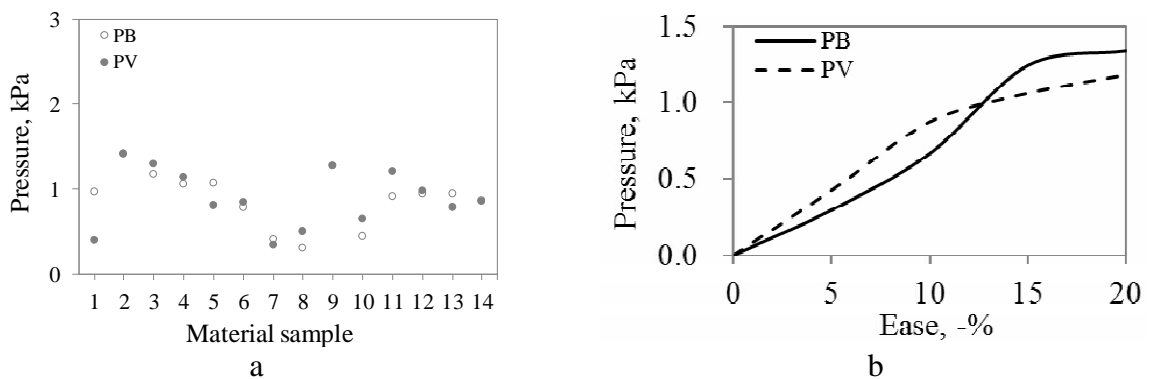 3
2
1
0
Pressure, kPa
PB
PV
1 2 3 4 5 6 7 8 9 10 11 12 13 14
Material sample
a
1.5
1.0
0.5
0.0
Pressure, kPa
PB
PV
0 5 10 15 20
Ease, -%
b